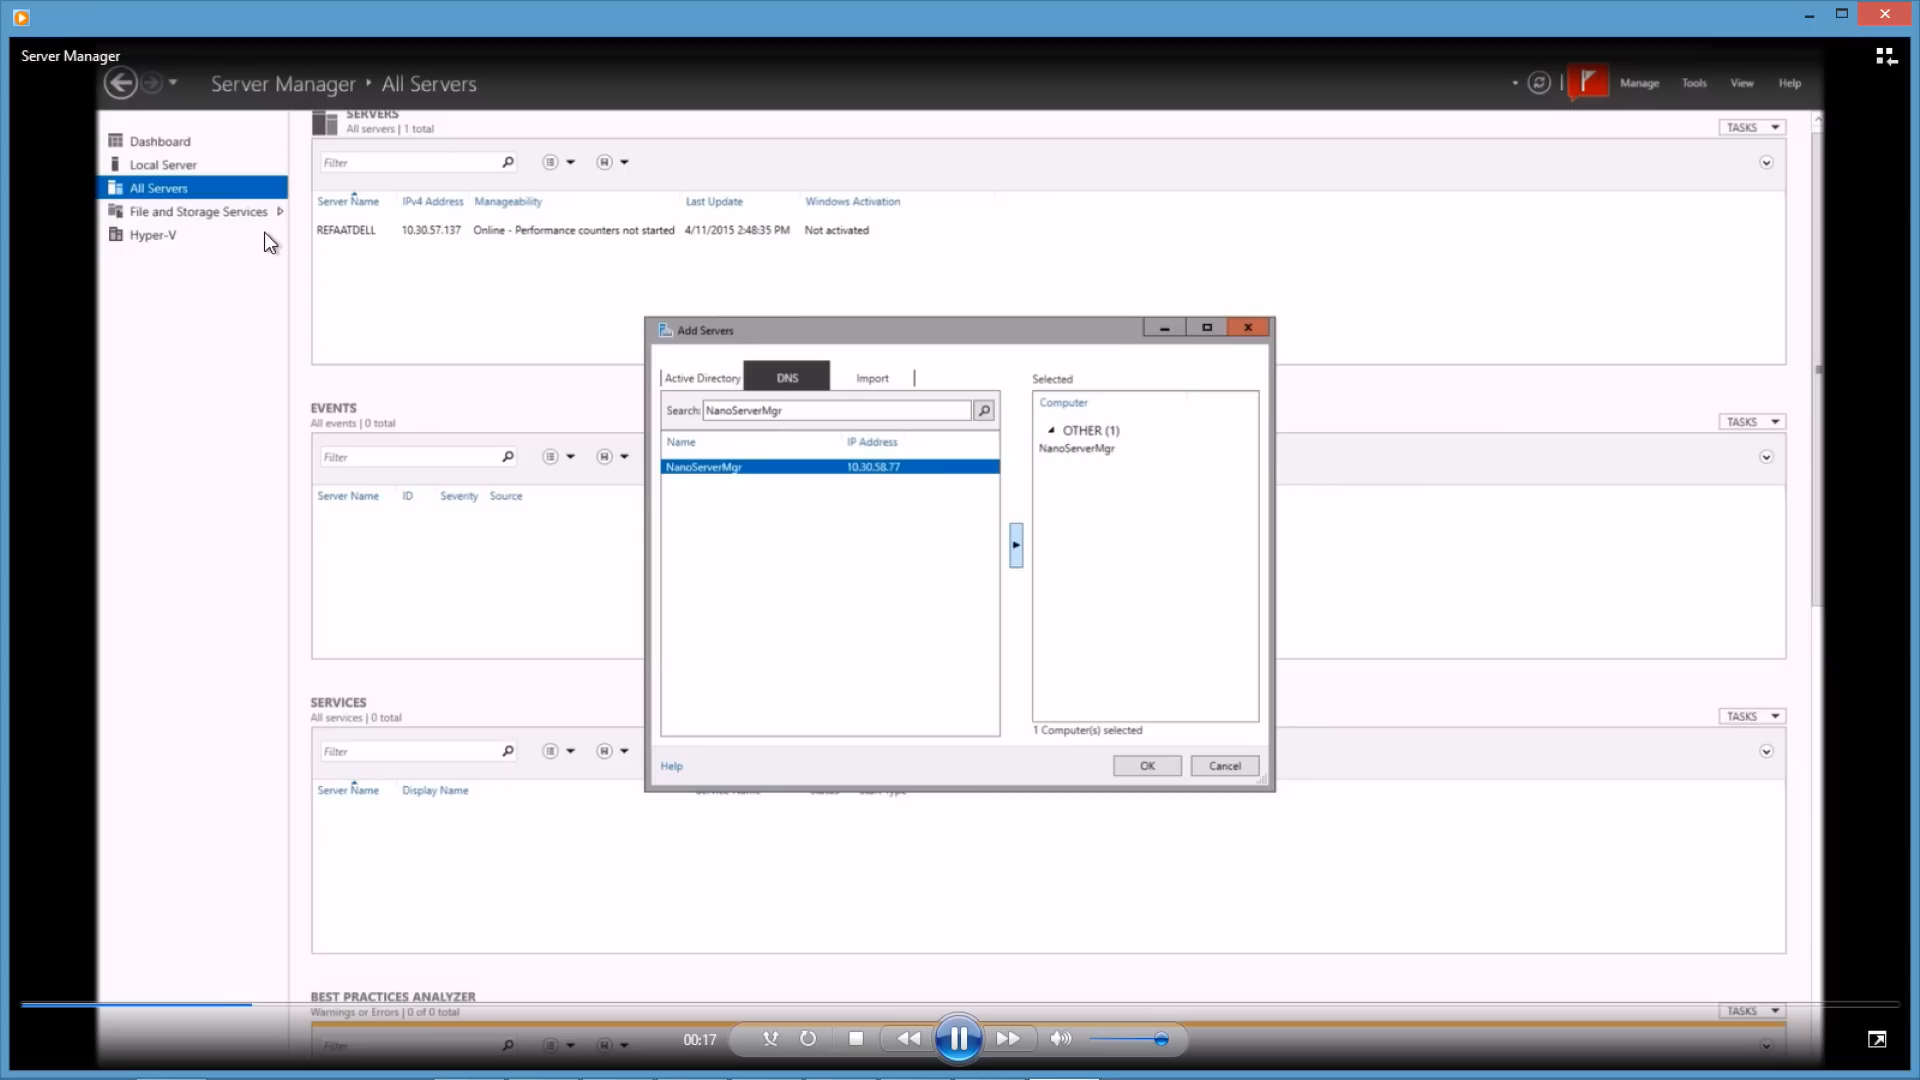 Server Manager
Server Manager ‣ All Servers
Manage Tools View Help
Dashboard
Local Server
All Servers
File and Storage Services
Hyper-V
SERVERS
All servers | 1 total
TASKS
Filter
Server Name IPv4 Address Manageability Last Update Windows Activation
REFAATDELL 10.30.57.137 Online - Performance counters not started 4/11/2015 2:48:35 PM Not activated
EVENTS
All events | 0 total
TASKS
Filter
Server Name ID Severity Source
Add Servers
Active Directory DNS Import
Search: NanoServerMgr
Name IP Address
NanoServerMgr 10.30.58.77
Selected
Computer
OTHER (1)
NanoServerMgr
1 Computer(s) selected
Help
OK Cancel
SERVICES
All services | 0 total
TASKS
Filter
Server Name Display Name
BEST PRACTICES ANALYZER
Warnings or Errors | 0 of 0 total
TASKS
Filter
00:17